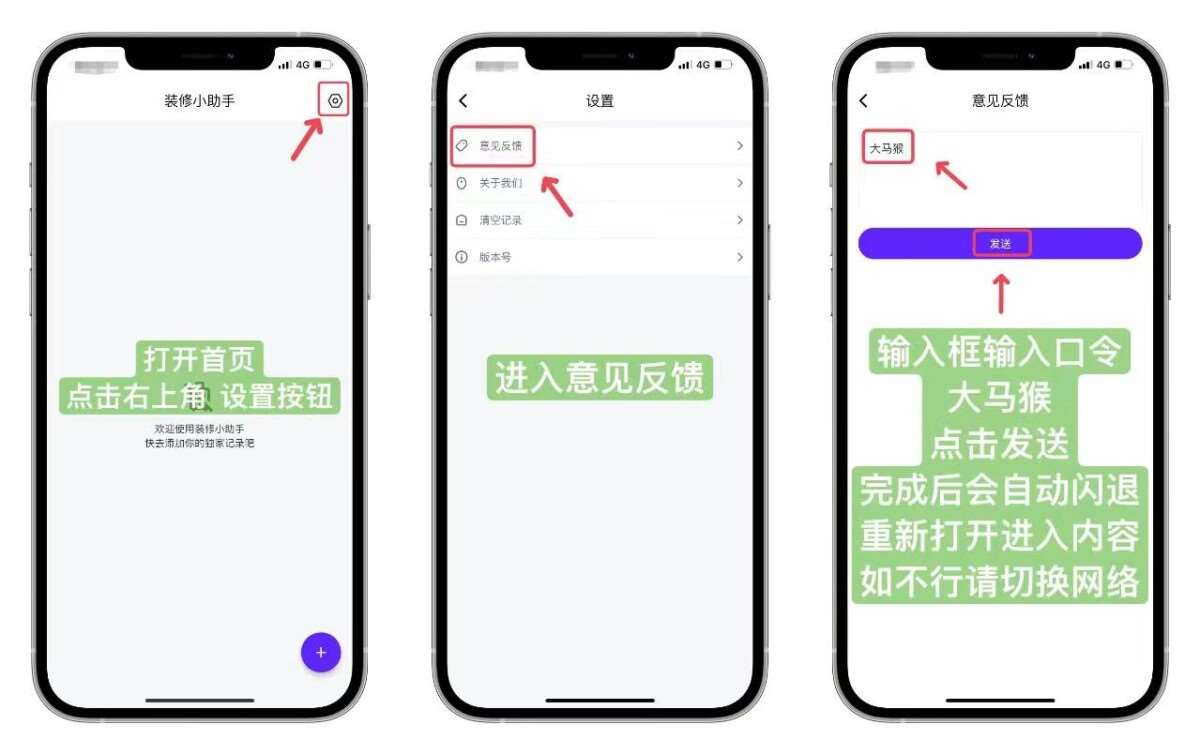 4G
装修小助手
打开首页
点击右上角 设置按钮
欢迎使用装修小助手
快去添加你的独家记录吧
+
4G
设置
意见反馈
关于我们
清空记录
版本号
进入意见反馈
4G
意见反馈
大马猴
发送
输入框输入口令
大马猴
点击发送
完成后会自动闪退
重新打开进入内容
如不行请切换网络